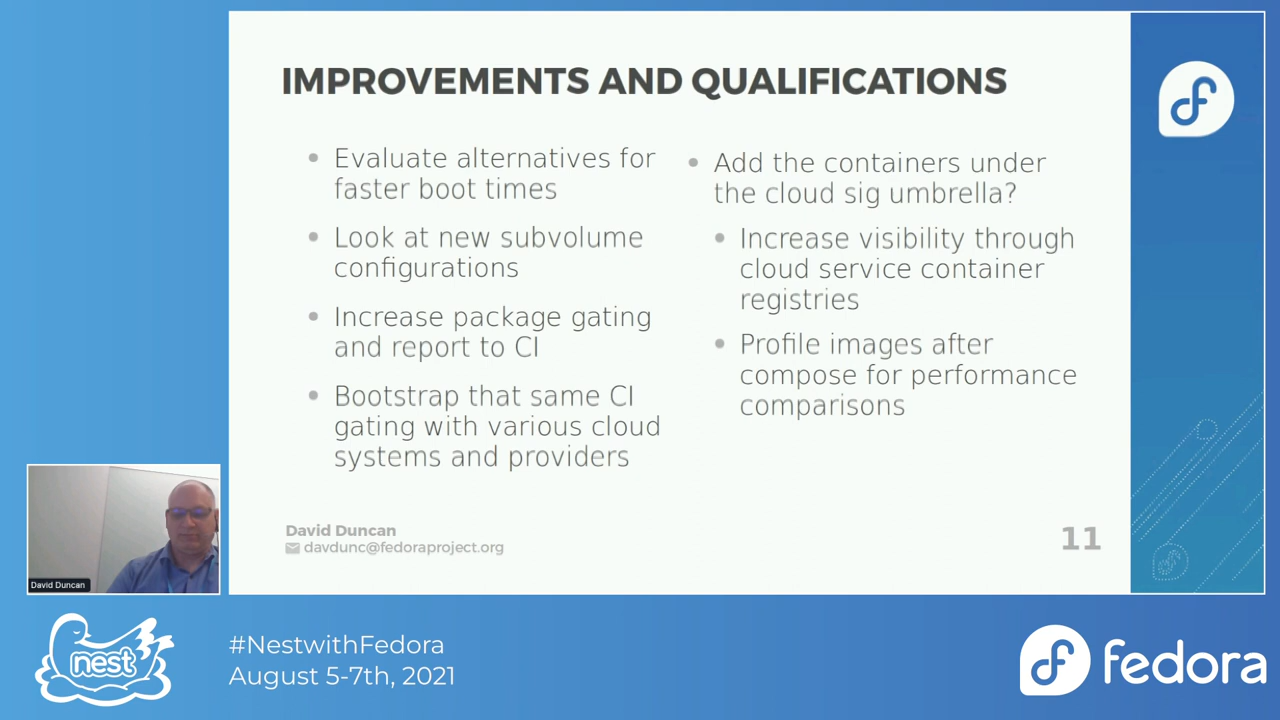 IMPROVEMENTS AND QUALIFICATIONS
Evaluate alternatives for
faster boot times
Look at new subvolume
configurations
Increase package gating
and report to CI
Bootstrap that same CI
gating with various cloud
systems and providers
Add the containers under
the cloud sig umbrella?
Increase visibility through
cloud service container
registries
Profile images after
compose for performance
comparisons
David Duncan
davdunc@fedoraproject.org
11
David Duncan
nest
#NestwithFedora
August 5-7th, 2021
fedora